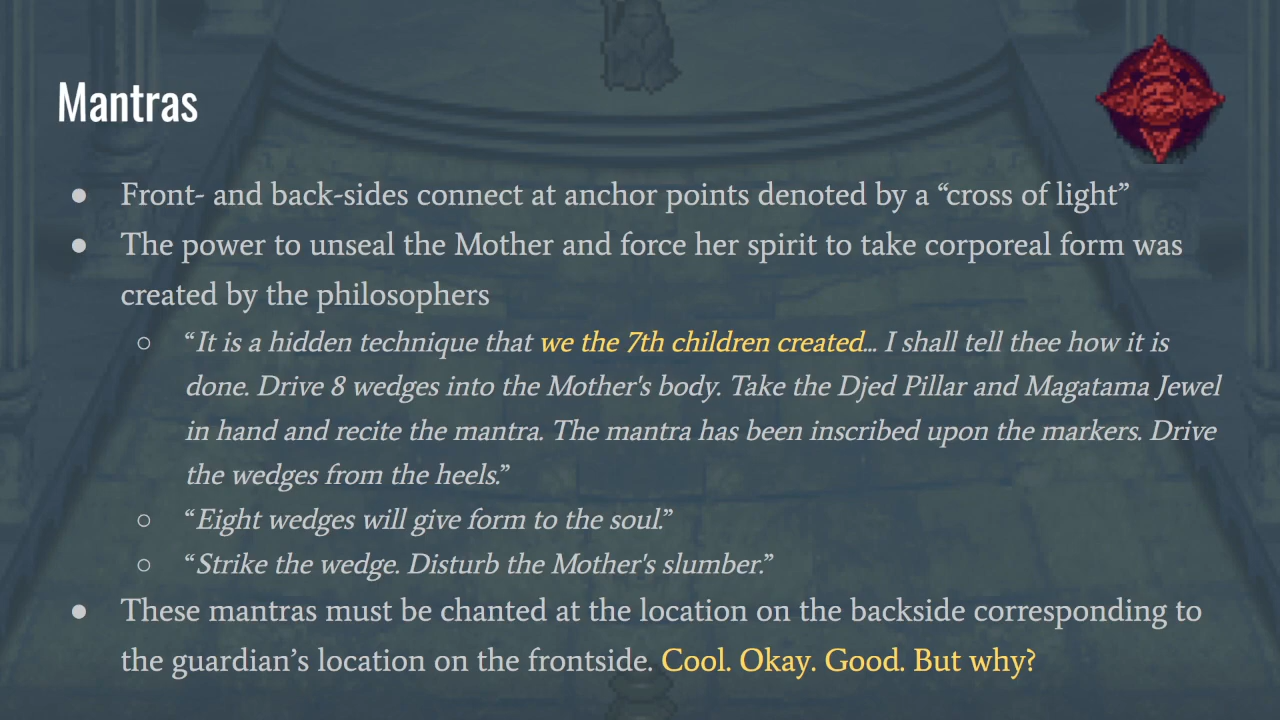 Mantras
● Front- and back-sides connect at anchor points denoted by a “cross of light”
● The power to unseal the Mother and force her spirit to take corporeal form was
created by the philosophers
○ “It is a hidden technique that we the 7th children created... I shall tell thee how it is
done. Drive 8 wedges into the Mother's body. Take the Djed Pillar and Magatama Jewel
in hand and recite the mantra. The mantra has been inscribed upon the markers. Drive
the wedges from the heels.”
○ “Eight wedges will give form to the soul.”
○ “Strike the wedge. Disturb the Mother's slumber.”
● These mantras must be chanted at the location on the backside corresponding to
the guardian’s location on the frontside. Cool. Okay. Good. But why?